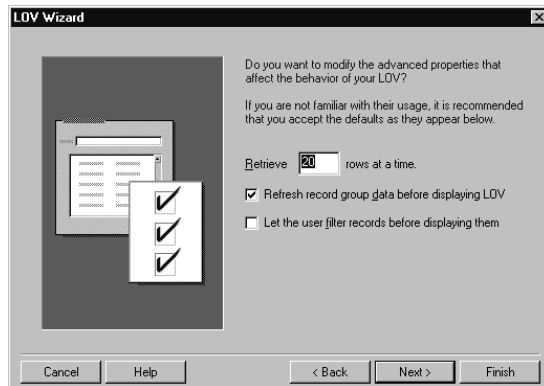 LOV Wizard
Do you want to modify the advanced properties that
affect the behavior of your LOV?
If you are not familiar with their usage, it is recommended
that you accept the defaults as they appear below.
Retrieve 20 rows at a time.
Refresh record group data before displaying LOV
Let the user filter records before displaying them
Cancel Help < Back Next > Finish